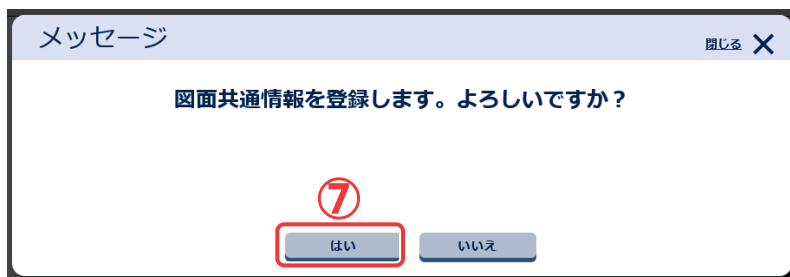 メッセージ
閉じる
図面共通情報を登録します。よろしいですか？
⑦
はい
いいえ